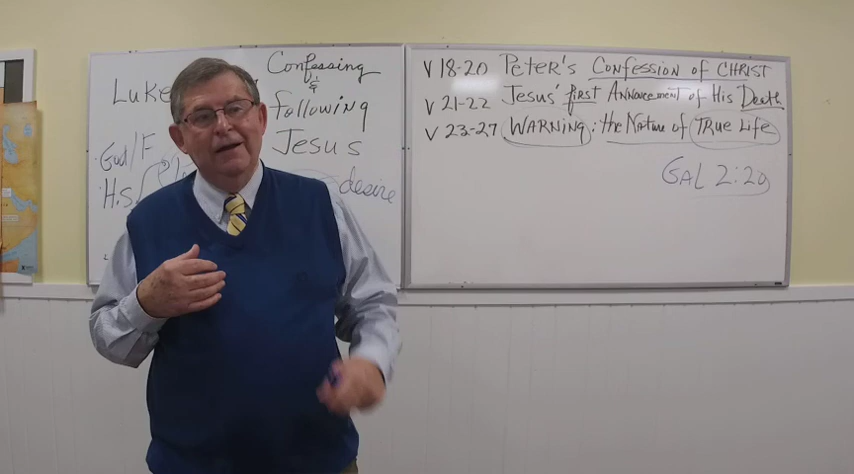 Luke
Confessing
&
following
Jesus
God/F
H.S
desire
V 18-20 Peter's Confession of CHRIST
V 21-22 Jesus' first Announcement of His Death
V 23-27 WARNING: the Nature of TRUE Life
GAL 2:20